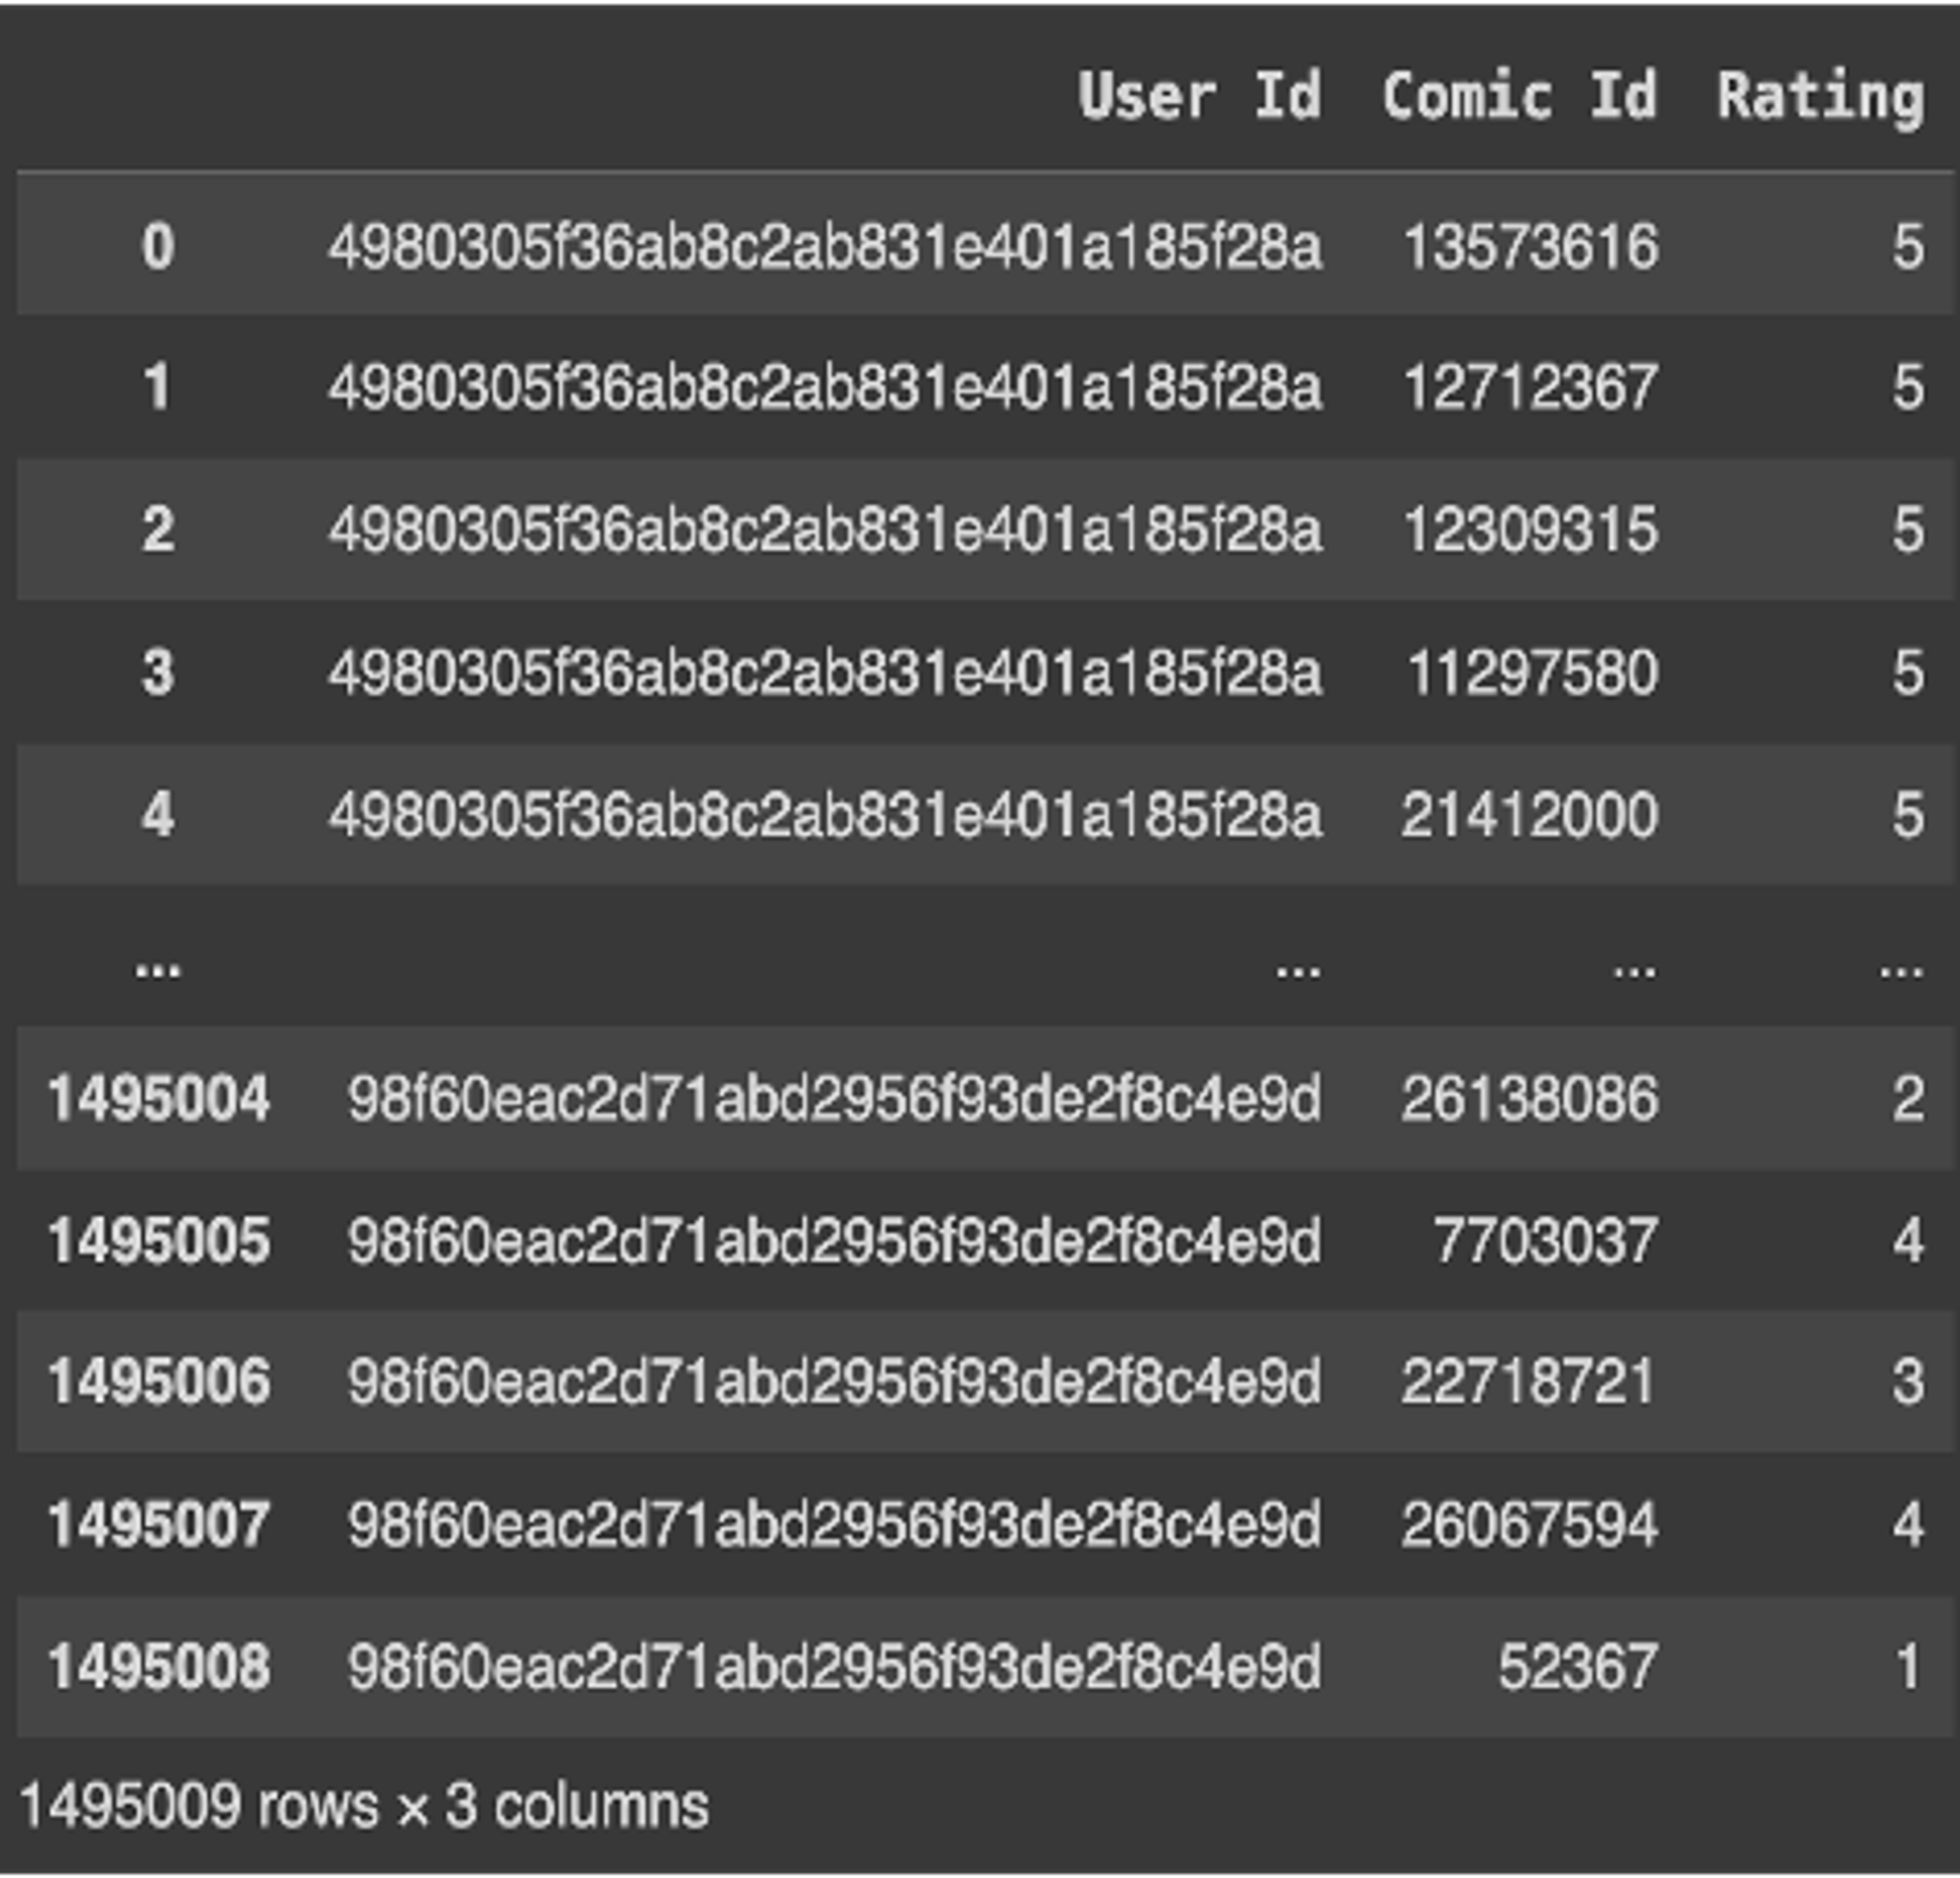 User Id Comic Id Rating
0 4980305f36ab8c2ab831e401a185f28a 13573616 5
1 4980305f36ab8c2ab831e401a185f28a 12712367 5
2 4980305f36ab8c2ab831e401a185f28a 12309315 5
3 4980305f36ab8c2ab831e401a185f28a 11297580 5
4 4980305f36ab8c2ab831e401a185f28a 21412000 5
... ... ... ...
1495004 98f60eac2d71abd2956f93de2f8c4e9d 26138086 2
1495005 98f60eac2d71abd2956f93de2f8c4e9d 7703037 4
1495006 98f60eac2d71abd2956f93de2f8c4e9d 22718721 3
1495007 98f60eac2d71abd2956f93de2f8c4e9d 26067594 4
1495008 98f60eac2d71abd2956f93de2f8c4e9d 52367 1
1495009 rows × 3 columns